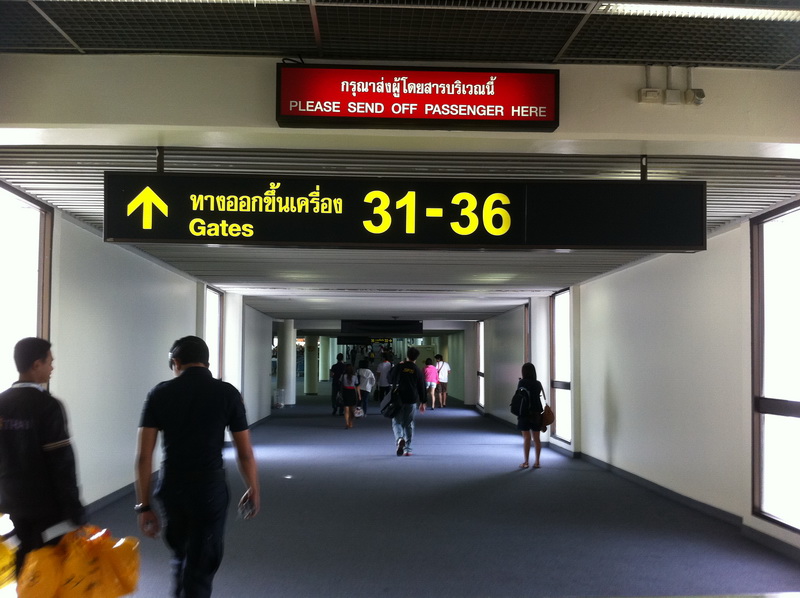 กรุณาส่งผู้โดยสารบริเวณนี้
PLEASE SEND OFF PASSENGER HERE
ทางออกขึ้นเครื่อง 31-36
Gates